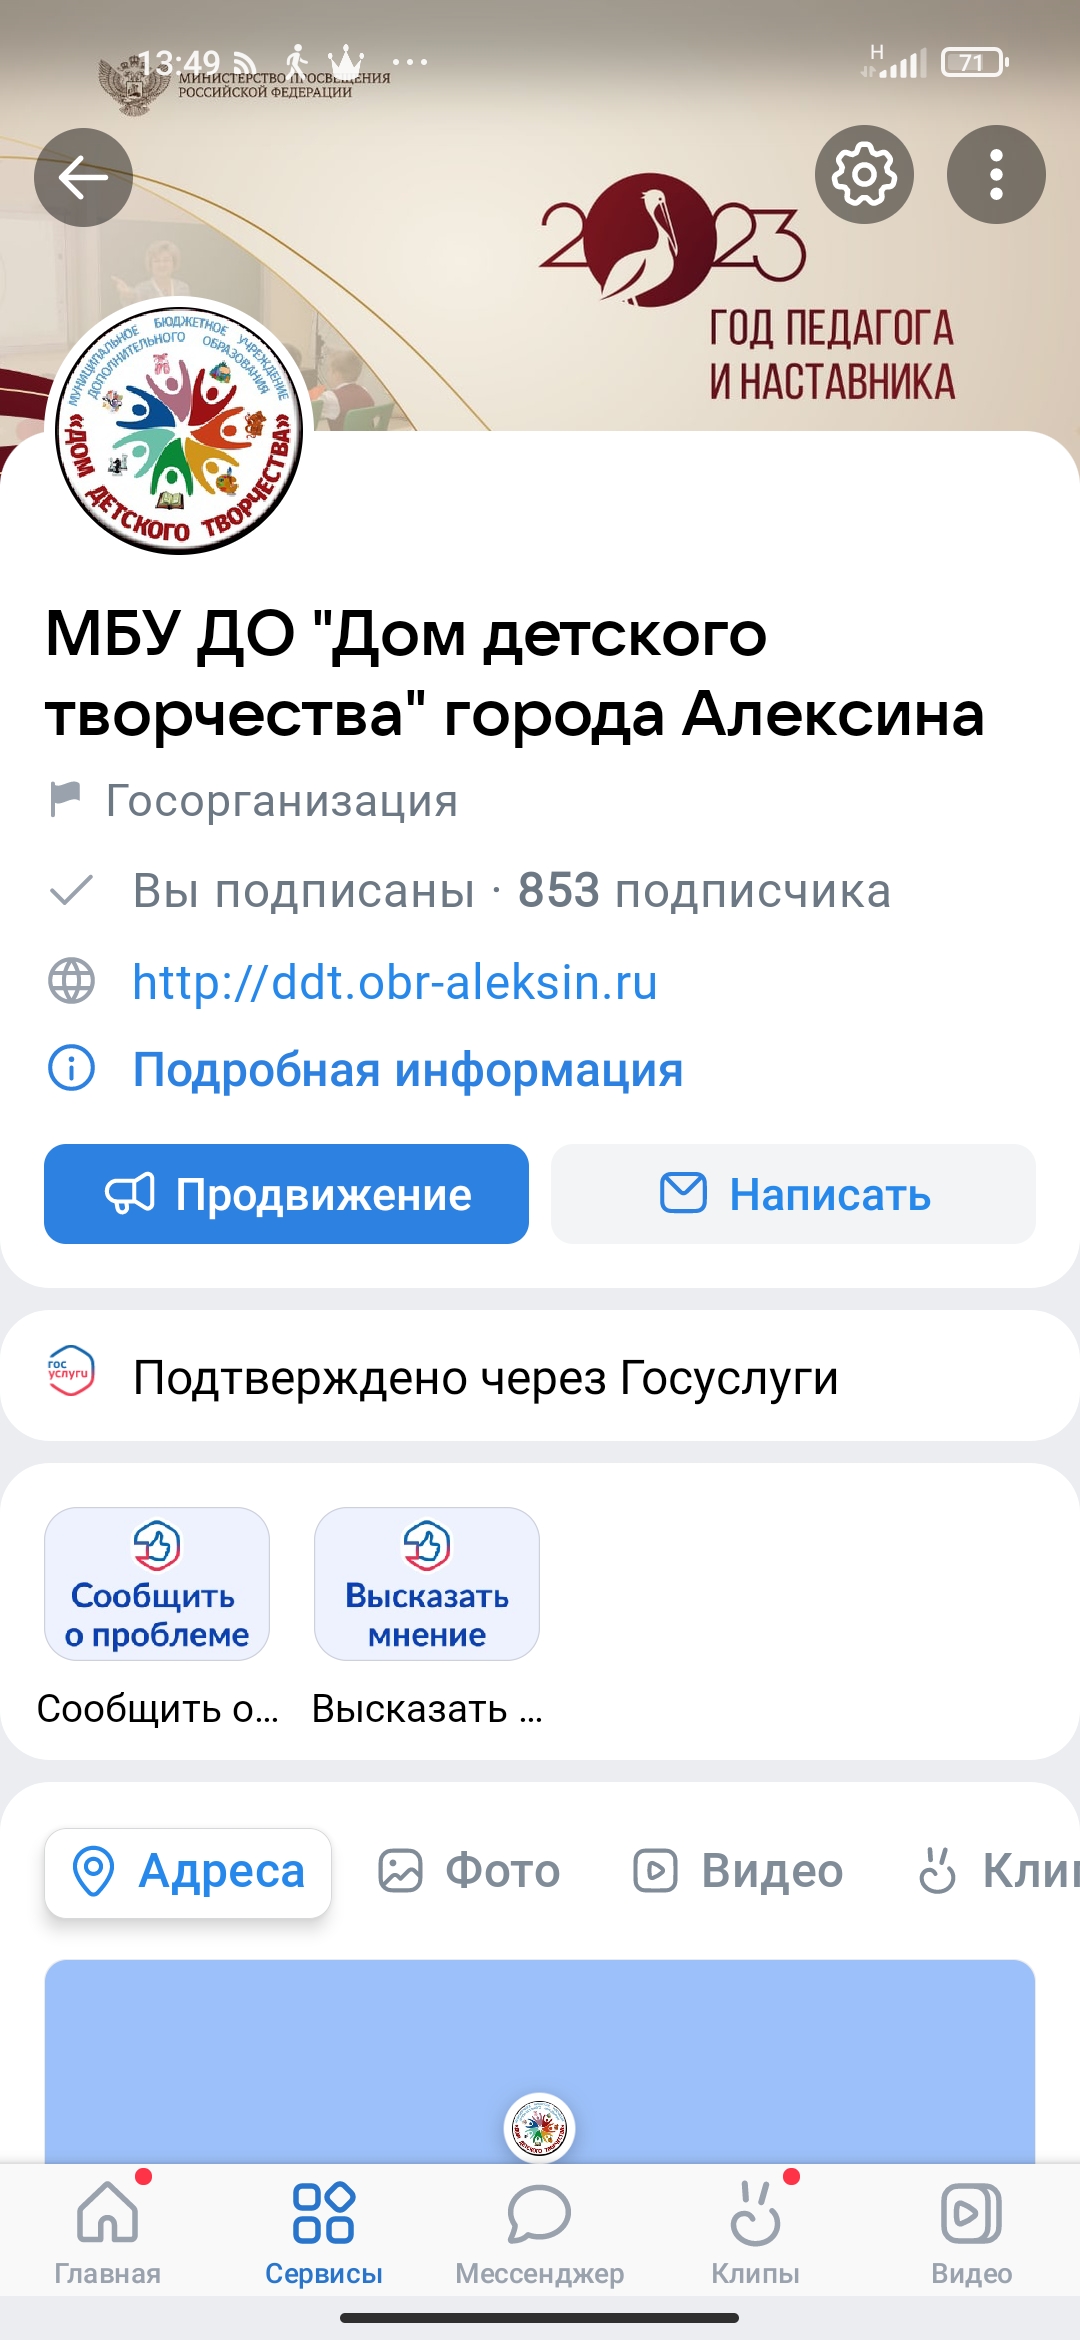 13:49
H
71
МИНИСТЕРСТВО ПРОСВЕЩЕНИЯ
РОССИЙСКОЙ ФЕДЕРАЦИИ
2023
ГОД ПЕДАГОГА
И НАСТАВНИКА
МУНИЦИПАЛЬНОЕ БЮДЖЕТНОЕ УЧРЕЖДЕНИЕ
ДОПОЛНИТЕЛЬНОГО ОБРАЗОВАНИЯ
«ДОМ ДЕТСКОГО ТВОРЧЕСТВА»
МБУ ДО "Дом детского
творчества" города Алексина
Госорганизация
Вы подписаны · 853 подписчика
http://ddt.obr-aleksin.ru
Подробная информация
Продвижение
Написать
гос
услуги
Подтверждено через Госуслуги
Сообщить
о проблеме
Высказать
мнение
Сообщить о...
Высказать ...
Адреса
Фото
Видео
Кли
Главная
Сервисы
Мессенджер
Клипы
Видео